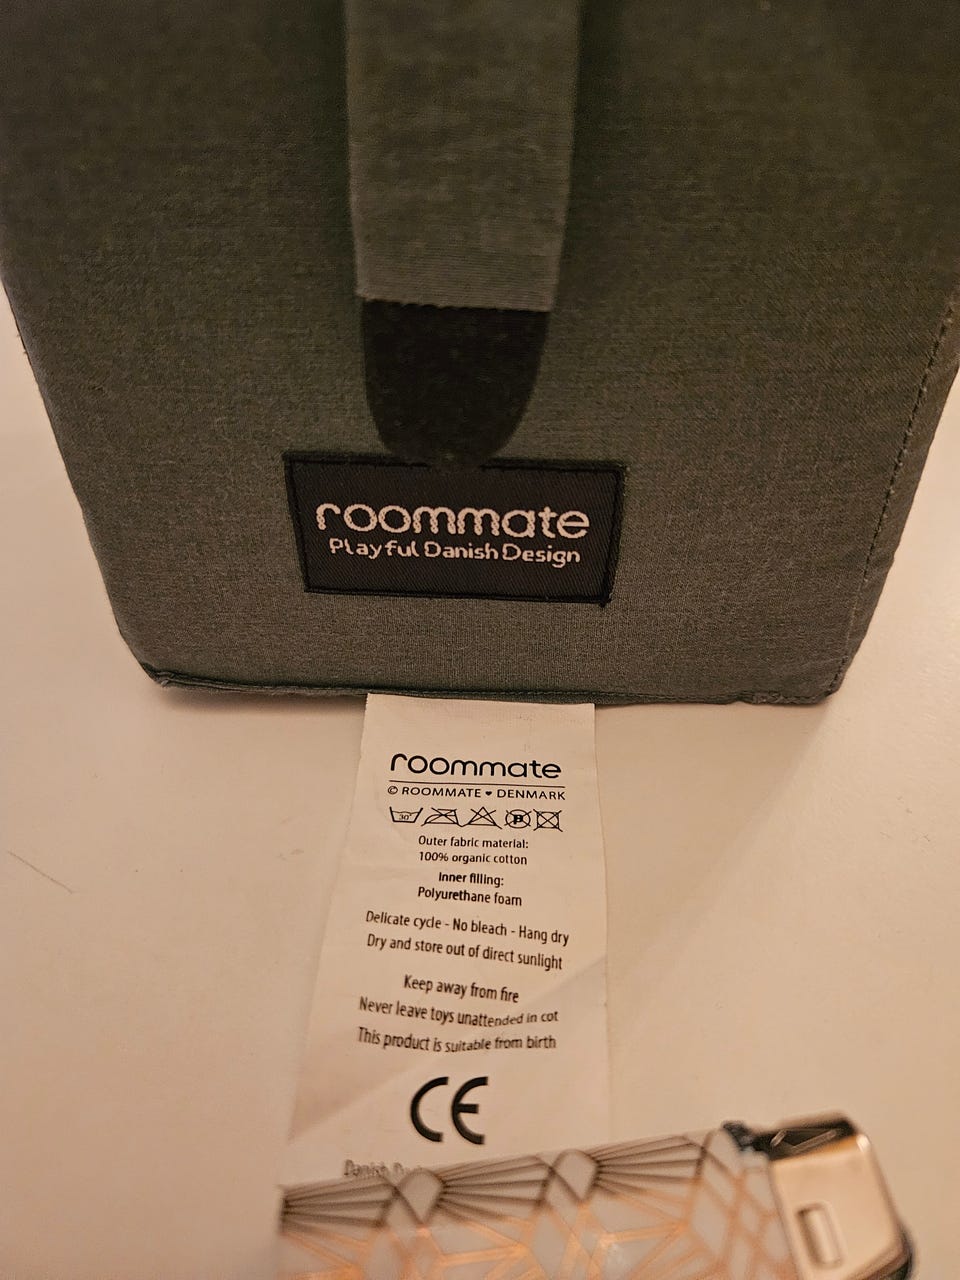 roommate
Playful Danish Design
roommate
© ROOMMATE ♥ DENMARK
30°
P
Outer fabric material:
100% organic cotton
Inner filling:
Polyurethane foam
Delicate cycle - No bleach - Hang dry
Dry and store out of direct sunlight
Keep away from fire
Never leave toys unattended in cot
This product is suitable from birth
CE
Danish